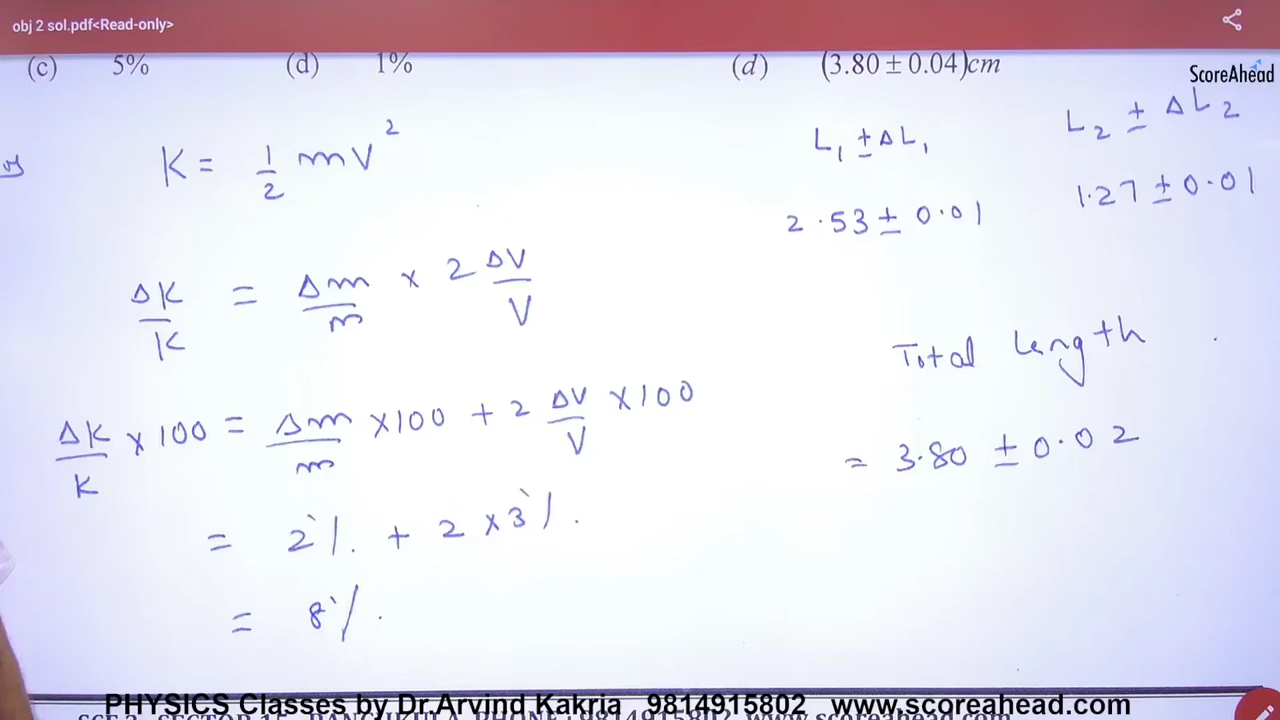 obj 2 sol.pdf<Read-only>
(c) 5% (d) 1%
(d) (3.80 ± 0.04)cm
ScoreAhead
K = 1/2 mv²
ΔK/K = Δm/m × 2 ΔV/V
ΔK/K × 100 = Δm/m × 100 + 2 ΔV/V × 100
= 2% + 2 × 3%.
= 8%.
L₁ ± ΔL₁ L₂ ± ΔL₂
2.53 ± 0.01 1.27 ± 0.01
Total Length
= 3.80 ± 0.02
PHYSICS Classes by Dr.Arvind Kakria 9814915802 www.scoreahead.com